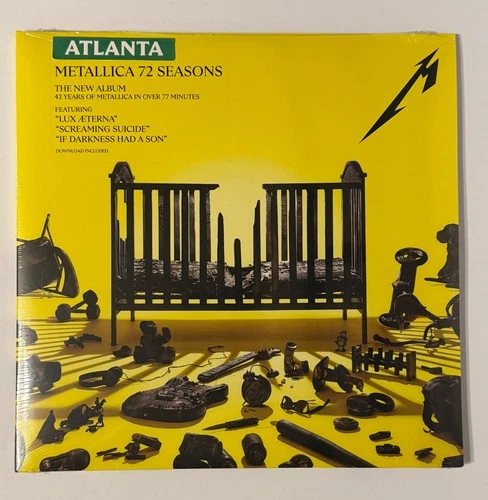 ATLANTA
METALLICA 72 SEASONS
THE NEW ALBUM
42 YEARS OF METALLICA IN OVER 77 MINUTES
FEATURING
"LUX ÆTERNA"
"SCREAMING SUICIDE"
"IF DARKNESS HAD A SON"
(DOWNLOAD INCLUDED)
M